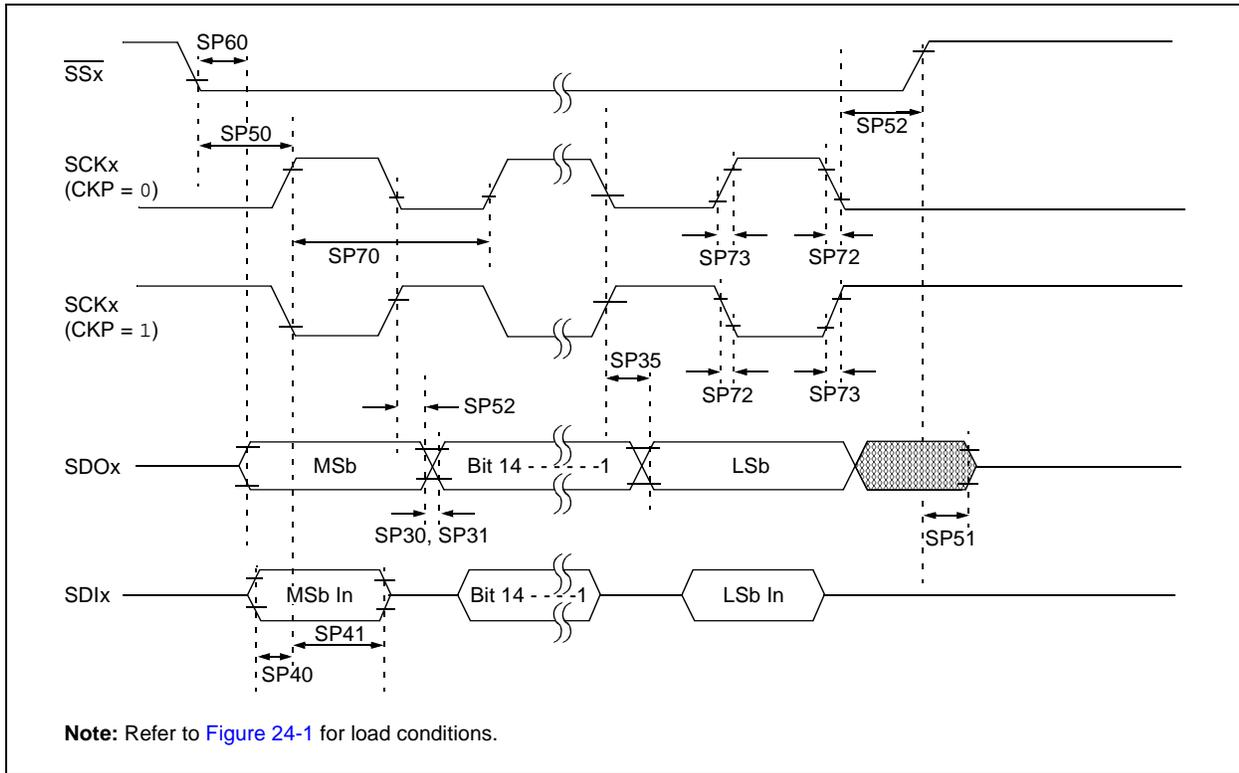 SP60
SSx
SP52
SP50
SCKx
(CKP = 0)
SP70
SP73
SP72
SCKx
(CKP = 1)
SP35
SP72
SP73
SP52
SDOx
MSb
Bit 14 - - - - - -1
LSb
SP30, SP31
SP51
SDIx
MSb In
Bit 14 - - - -1
LSb In
SP41
SP40
Note: Refer to Figure 24-1 for load conditions.